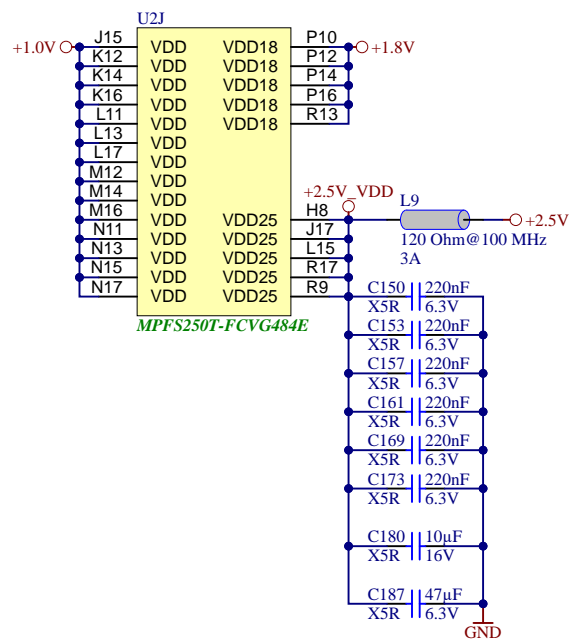 U2J
+1.0V J15 VDD VDD18 P10 +1.8V
K12 VDD VDD18 P12
K14 VDD VDD18 P14
K16 VDD VDD18 P16
L11 VDD VDD18 R13
L13 VDD
L17 VDD
M12 VDD
M14 VDD
+2.5V_VDD L9
M16 VDD VDD25 H8 +2.5V
N11 VDD VDD25 J17 120 Ohm@100 MHz
N13 VDD VDD25 L15 3A
N15 VDD VDD25 R17
N17 VDD VDD25 R9
MPFS250T-FCVG484E
C150 220nF
X5R 6.3V
C153 220nF
X5R 6.3V
C157 220nF
X5R 6.3V
C161 220nF
X5R 6.3V
C169 220nF
X5R 6.3V
C173 220nF
X5R 6.3V
C180 10µF
X5R 16V
C187 47µF
X5R 6.3V
GND